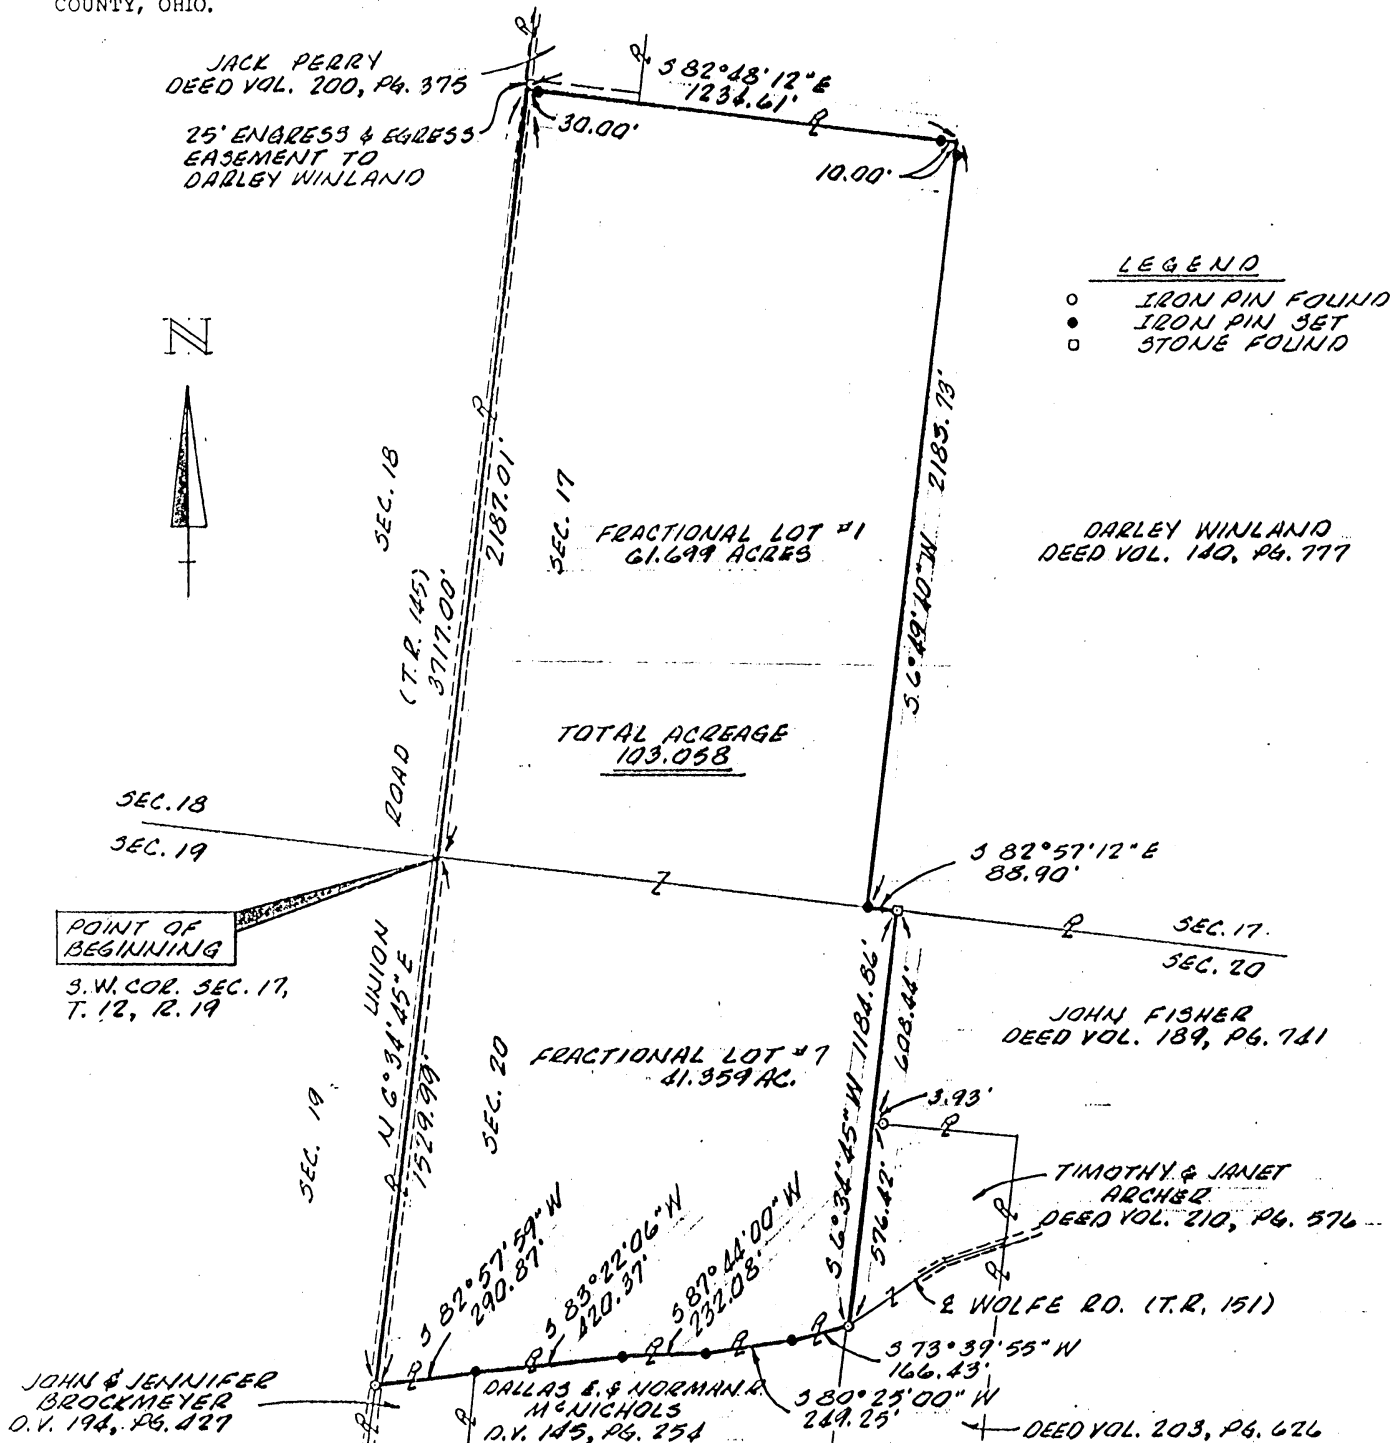 COUNTY, OHIO.
JACK PERRY
DEED VOL. 200, PG. 375
25' ENGRESS & EGRESS
EASEMENT TO
DARLEY WINLAND
S 82°48'12" E
1234.61'
30.00'
10.00'
LEGEND
IRON PIN FOUND
IRON PIN SET
STONE FOUND
N
SEC. 18
2187.01'
SEC. 17
FRACTIONAL LOT #1
61.699 ACRES
S 6°49'40" W 2183.73'
DARLEY WINLAND
DEED VOL. 140, PG. 777
ROAD (T.R. 145)
3717.00'
TOTAL ACREAGE
103.058
SEC. 18
SEC. 19
S 82°57'12" E
88.90'
SEC. 17.
SEC. 20
POINT OF
BEGINNING
S.W. COR. SEC. 17,
T. 12, R. 19
UNION
N 6°34'45" E
1529.99'
SEC. 19
SEC. 20
FRACTIONAL LOT #7
41.359 AC.
S 6°34'45" W 1184.86'
608.44'
JOHN FISHER
DEED VOL. 189, PG. 741
3.93'
576.42'
TIMOTHY & JANET
ARCHER
DEED VOL. 210, PG. 576
WOLFE RD. (T.R. 151)
S 82°57'59" W
290.87'
S 83°22'06" W
420.37'
S 87°44'00" W
232.08'
S 73°39'55" W
166.43'
S 80°25'00" W
249.25'
JOHN & JENNIFER
BROCKMEYER
D.V. 194, PG. 427
DALLAS E. & NORMAN R.
McNICHOLS
D.V. 145, PG. 254
DEED VOL. 203, PG. 626